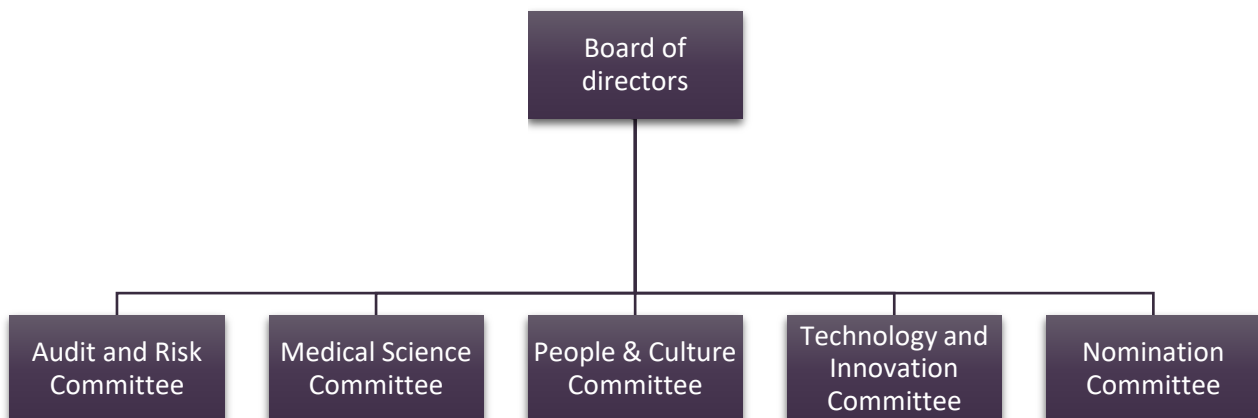 Board of
directors
Audit and Risk
Committee
Medical Science
Committee
People & Culture
Committee
Technology and
Innovation
Committee
Nomination
Committee